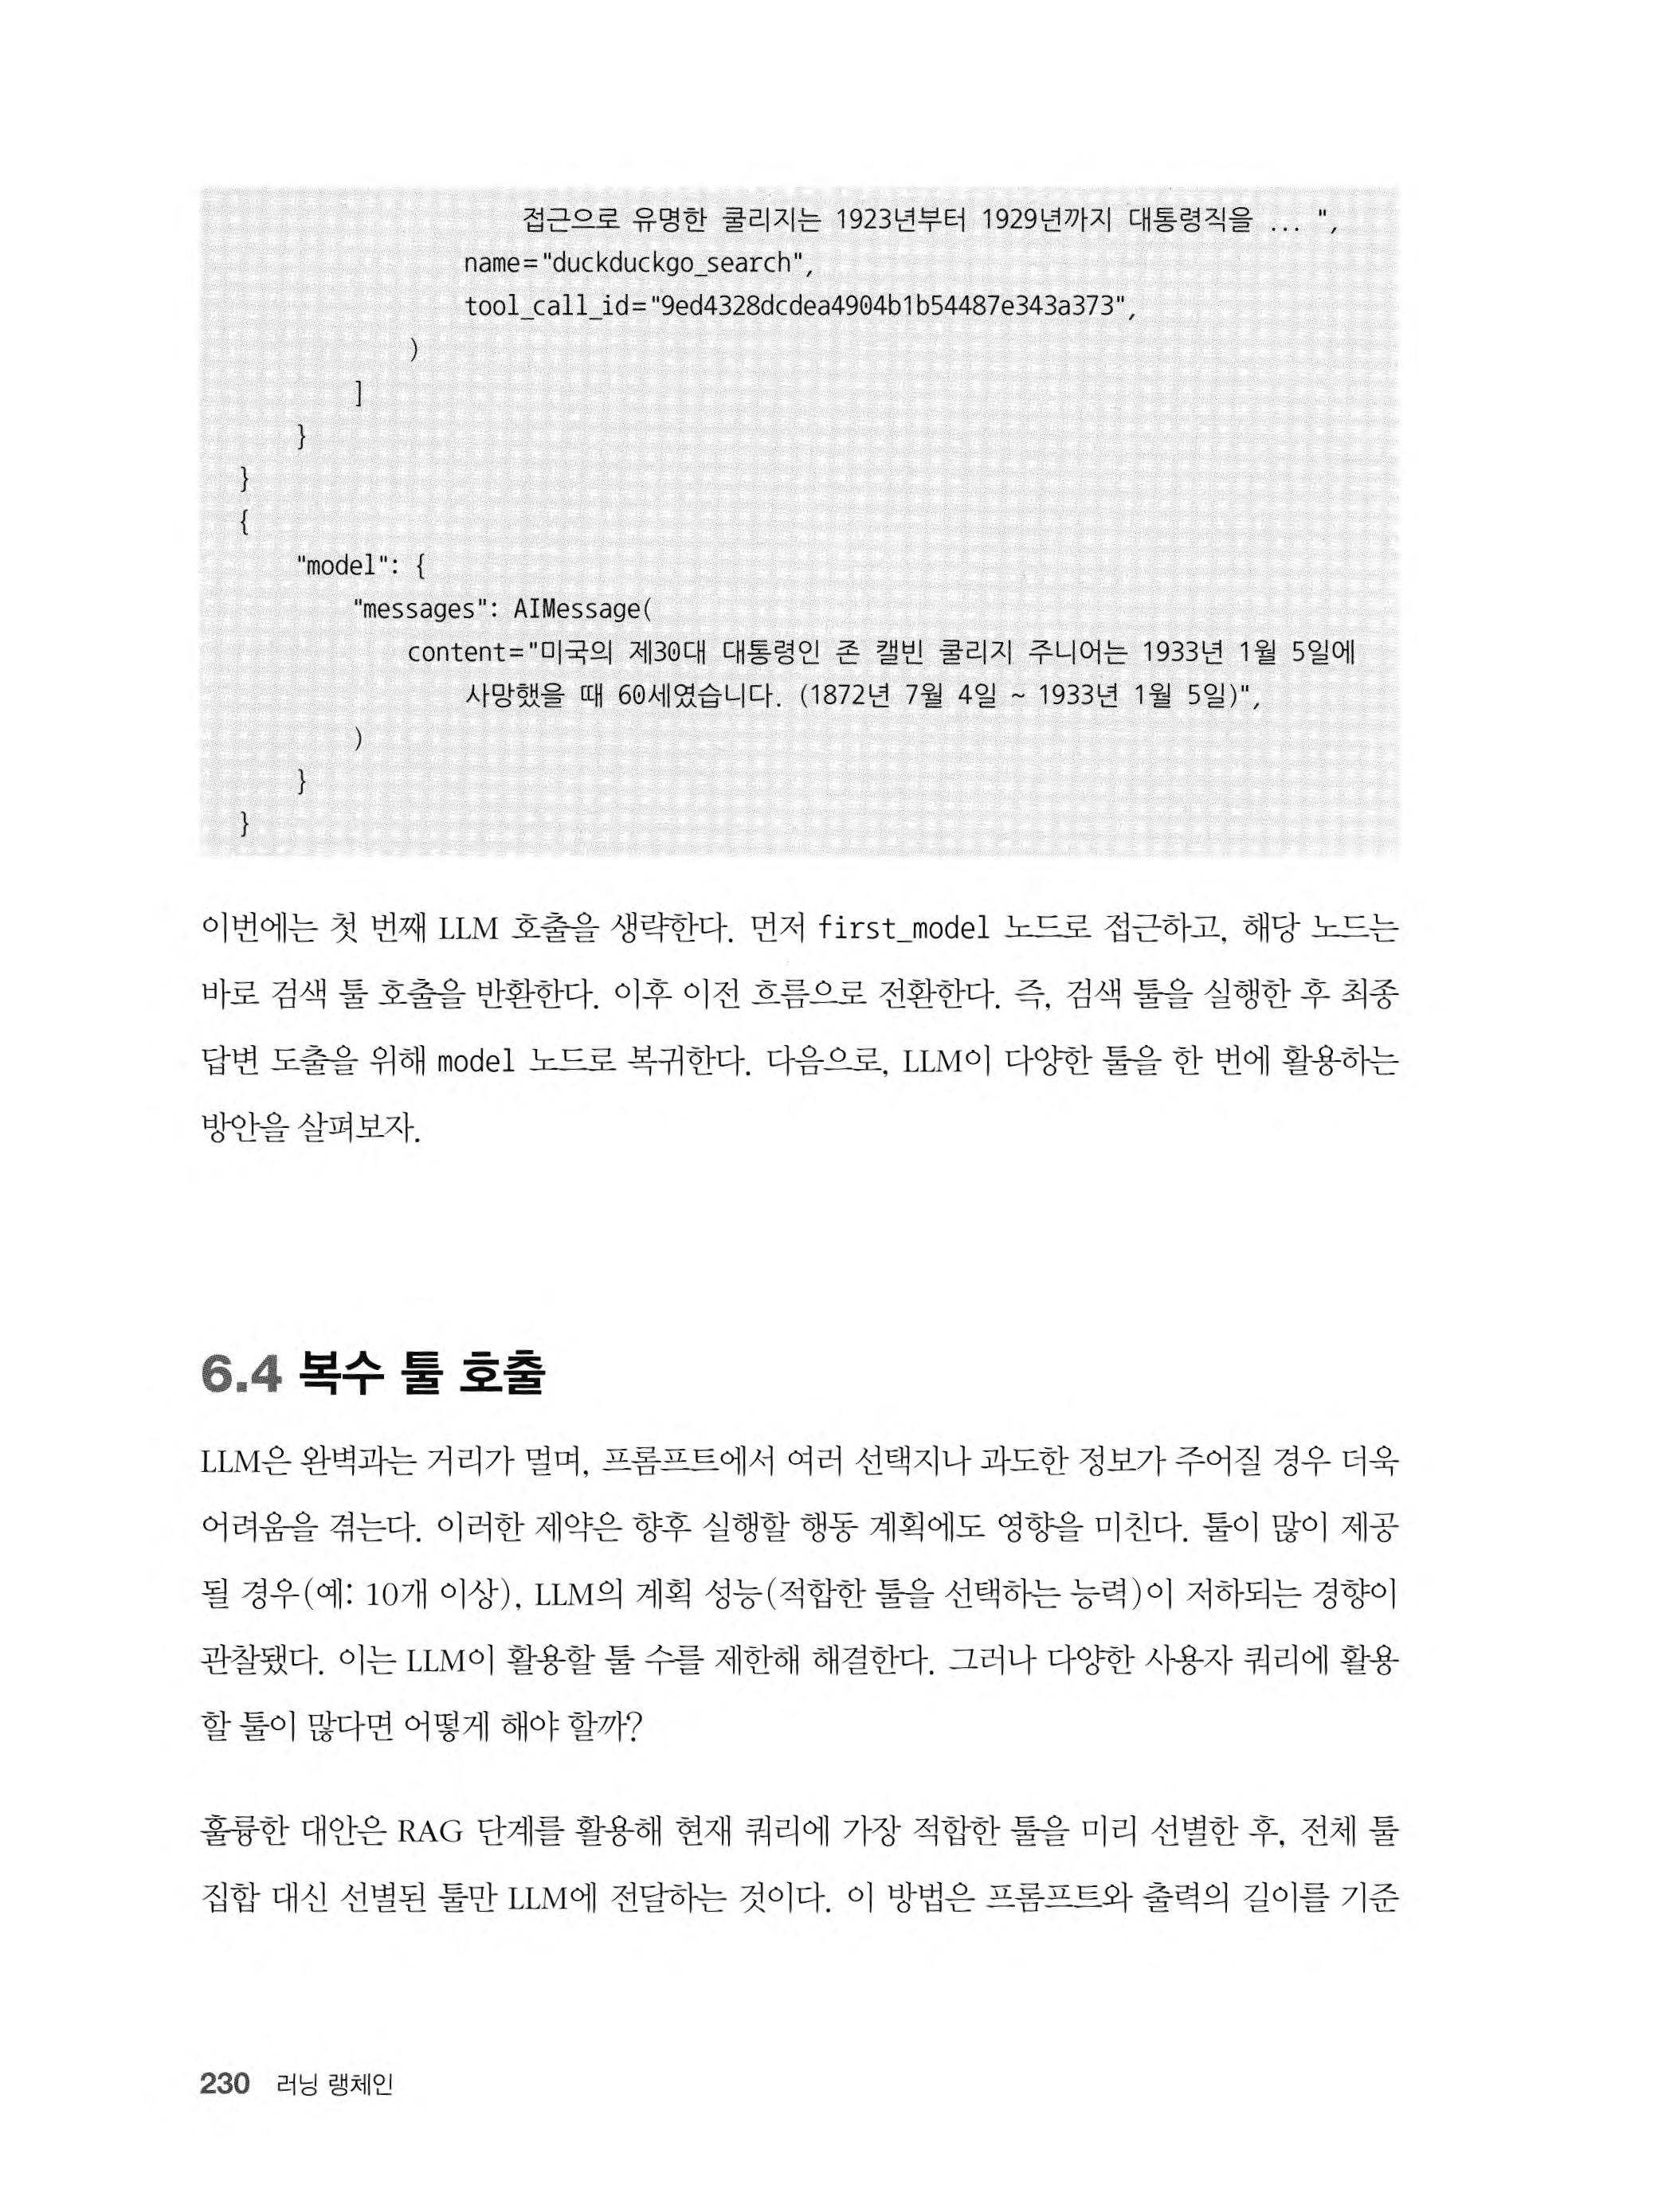 접근으로 유명한 쿨리지는 1923년부터 1929년까지 대통령직을 ... ",
name="duckduckgo_search",
tool_call_id="9ed4328dcdea4904b1b54487e343a373",
)
]
}
}
{
"model": {
"messages": AIMessage(
content="미국의 제30대 대통령인 존 캘빈 쿨리지 주니어는 1933년 1월 5일에
사망했을 때 60세였습니다. (1872년 7월 4일 ~ 1933년 1월 5일)",
)
}
}
이번에는 첫 번째 LLM 호출을 생략한다. 먼저 first_model 노드로 접근하고, 해당 노드는
바로 검색 툴 호출을 반환한다. 이후 이전 흐름으로 전환한다. 즉, 검색 툴을 실행한 후 최종
답변 도출을 위해 model 노드로 복귀한다. 다음으로, LLM이 다양한 툴을 한 번에 활용하는
방안을 살펴보자.
6.4 복수 툴 호출
LLM은 완벽과는 거리가 멀며, 프롬프트에서 여러 선택지나 과도한 정보가 주어질 경우 더욱
어려움을 겪는다. 이러한 제약은 향후 실행할 행동 계획에도 영향을 미친다. 툴이 많이 제공
될 경우(예: 10개 이상), LLM의 계획 성능(적합한 툴을 선택하는 능력)이 저하되는 경향이
관찰됐다. 이는 LLM이 활용할 툴 수를 제한해 해결한다. 그러나 다양한 사용자 쿼리에 활용
할 툴이 많다면 어떻게 해야 할까?
훌륭한 대안은 RAG 단계를 활용해 현재 쿼리에 가장 적합한 툴을 미리 선별한 후, 전체 툴
집합 대신 선별된 툴만 LLM에 전달하는 것이다. 이 방법은 프롬프트와 출력의 길이를 기준
230 러닝 랭체인